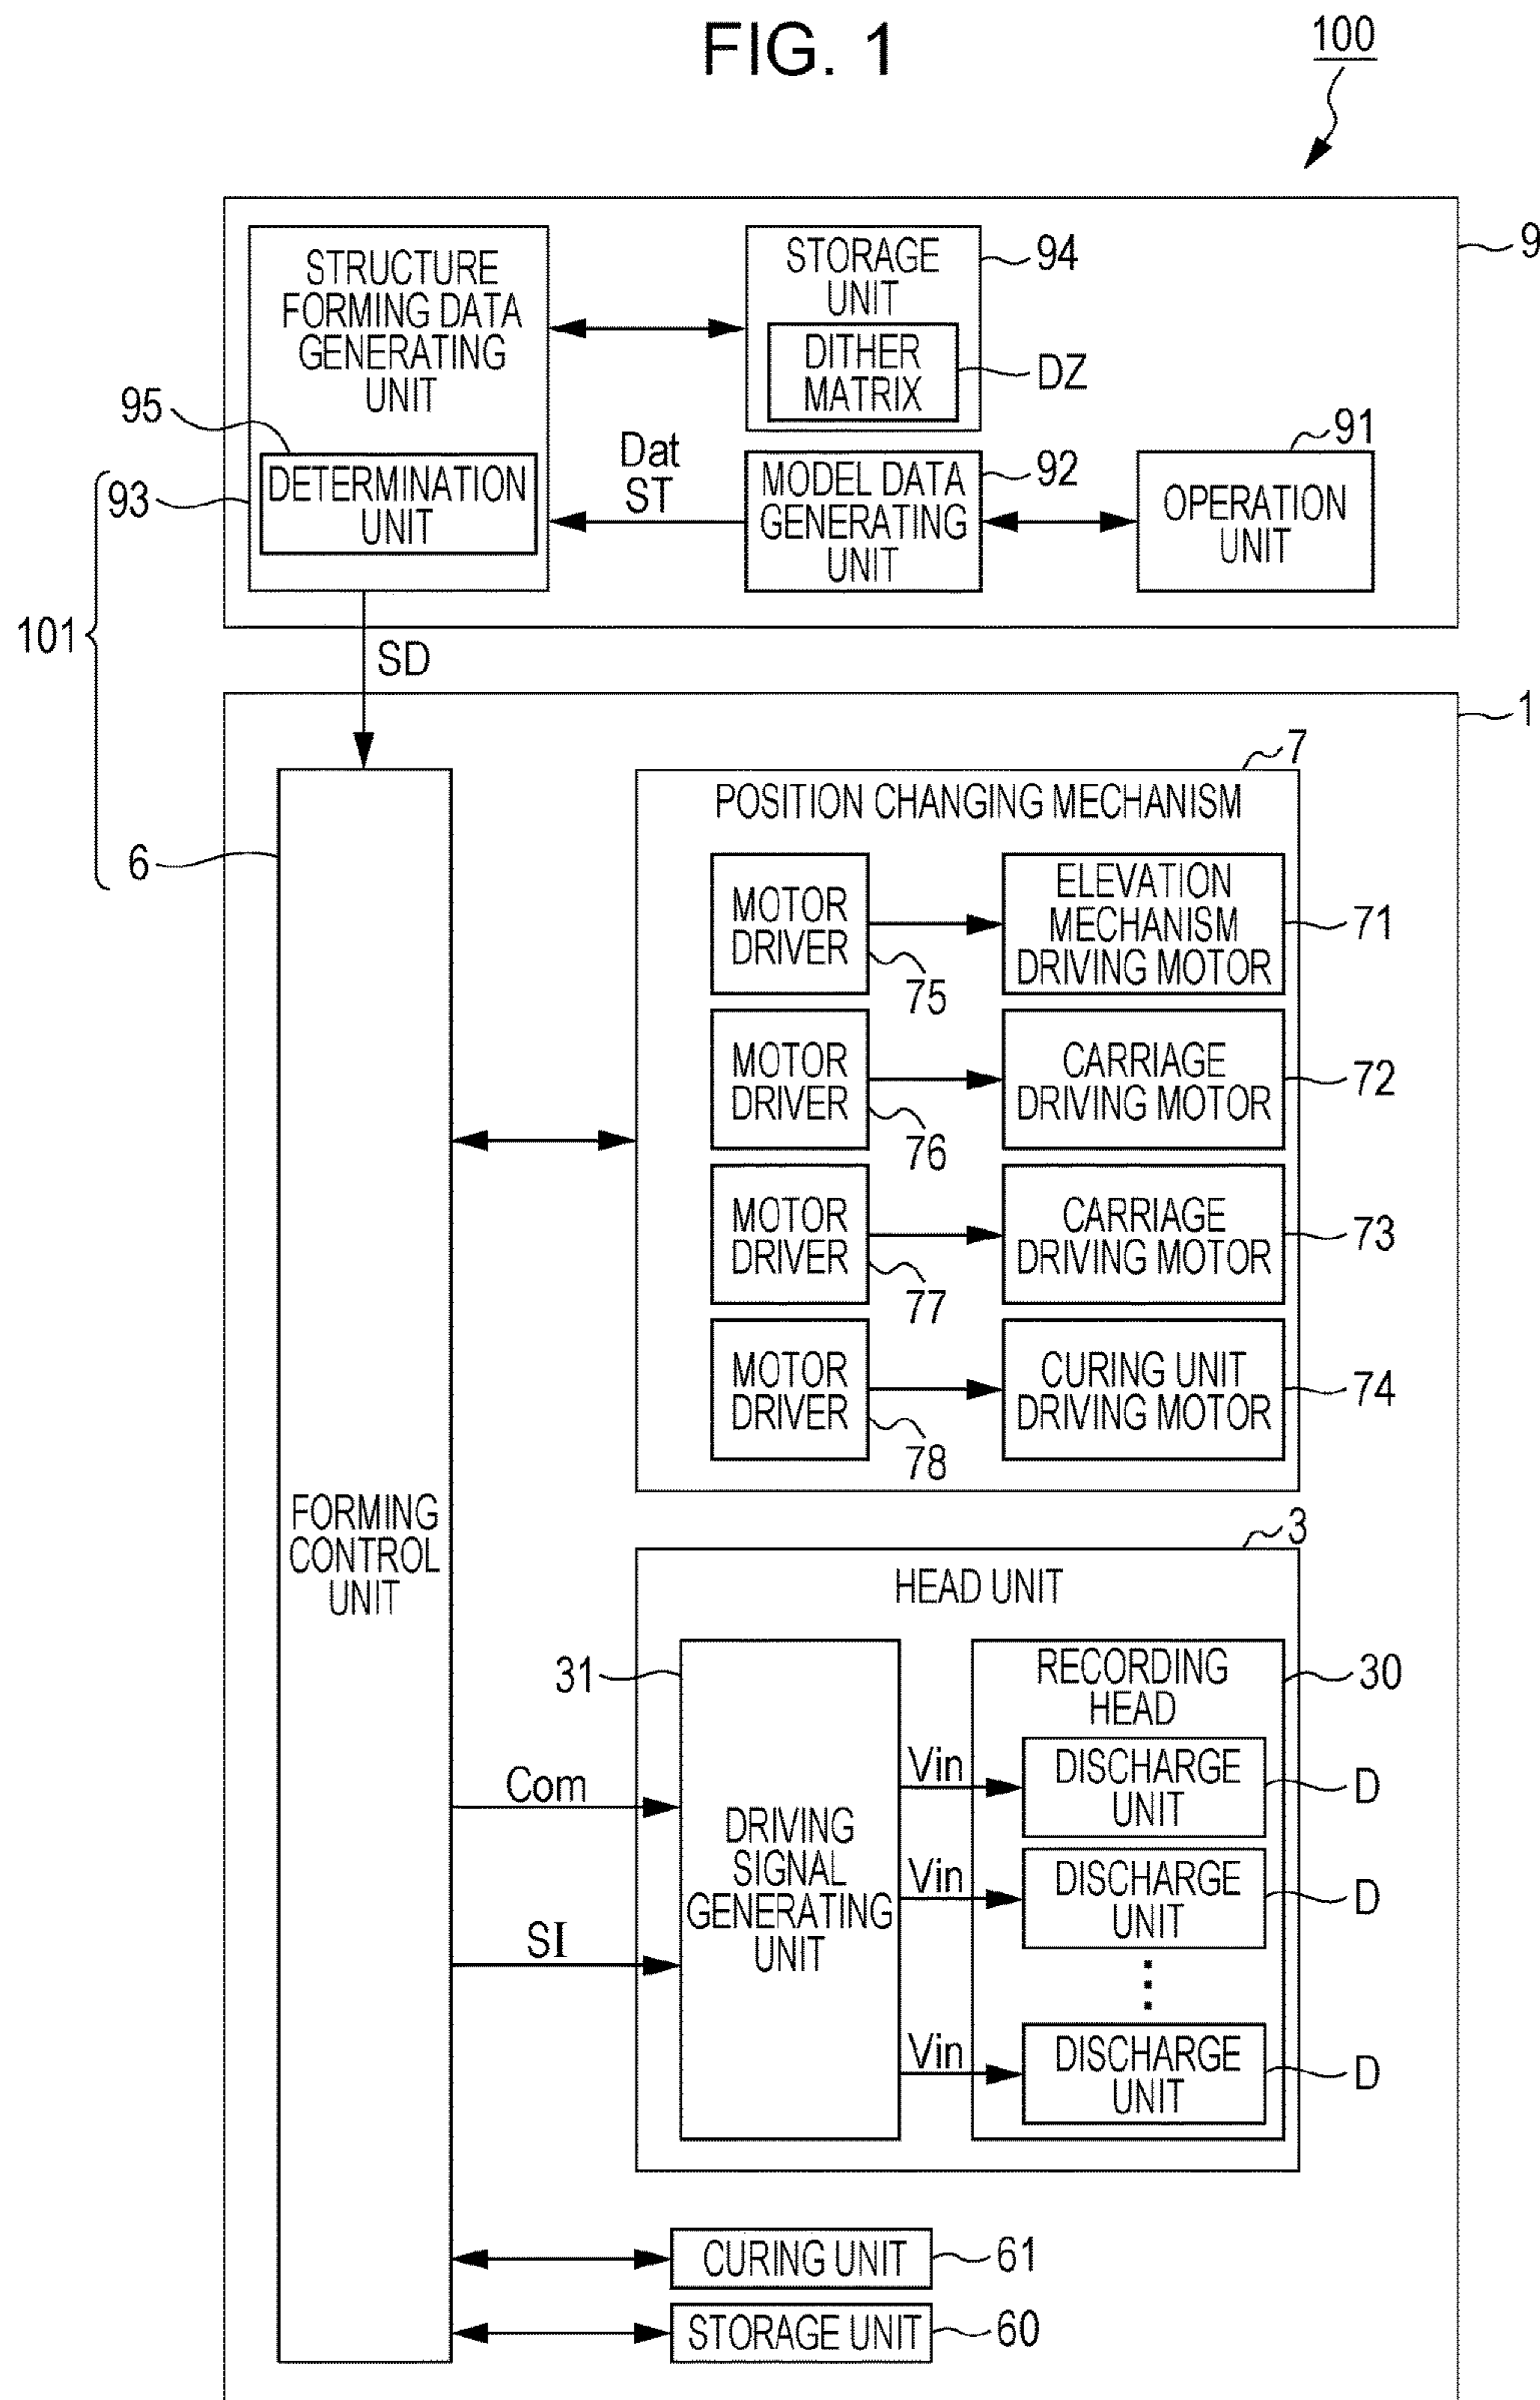 FIG. 1
100
9
STRUCTURE
FORMING DATA
GENERATING
UNIT
STORAGE
UNIT
94
DITHER
MATRIX
DZ
95
91
93
DETERMINATION
UNIT
Dat
ST
MODEL DATA
GENERATING
UNIT
92
OPERATION
UNIT
101
SD
1
7
POSITION CHANGING MECHANISM
6
MOTOR
DRIVER
75
ELEVATION
MECHANISM
DRIVING MOTOR
71
MOTOR
DRIVER
76
CARRIAGE
DRIVING MOTOR
72
MOTOR
DRIVER
77
CARRIAGE
DRIVING MOTOR
73
MOTOR
DRIVER
78
CURING UNIT
DRIVING MOTOR
74
FORMING
CONTROL
UNIT
3
HEAD UNIT
31
RECORDING
HEAD
30
Com
SI
DRIVING
SIGNAL
GENERATING
UNIT
Vin
DISCHARGE
UNIT
D
Vin
DISCHARGE
UNIT
D
Vin
DISCHARGE
UNIT
D
CURING UNIT
61
STORAGE UNIT
60